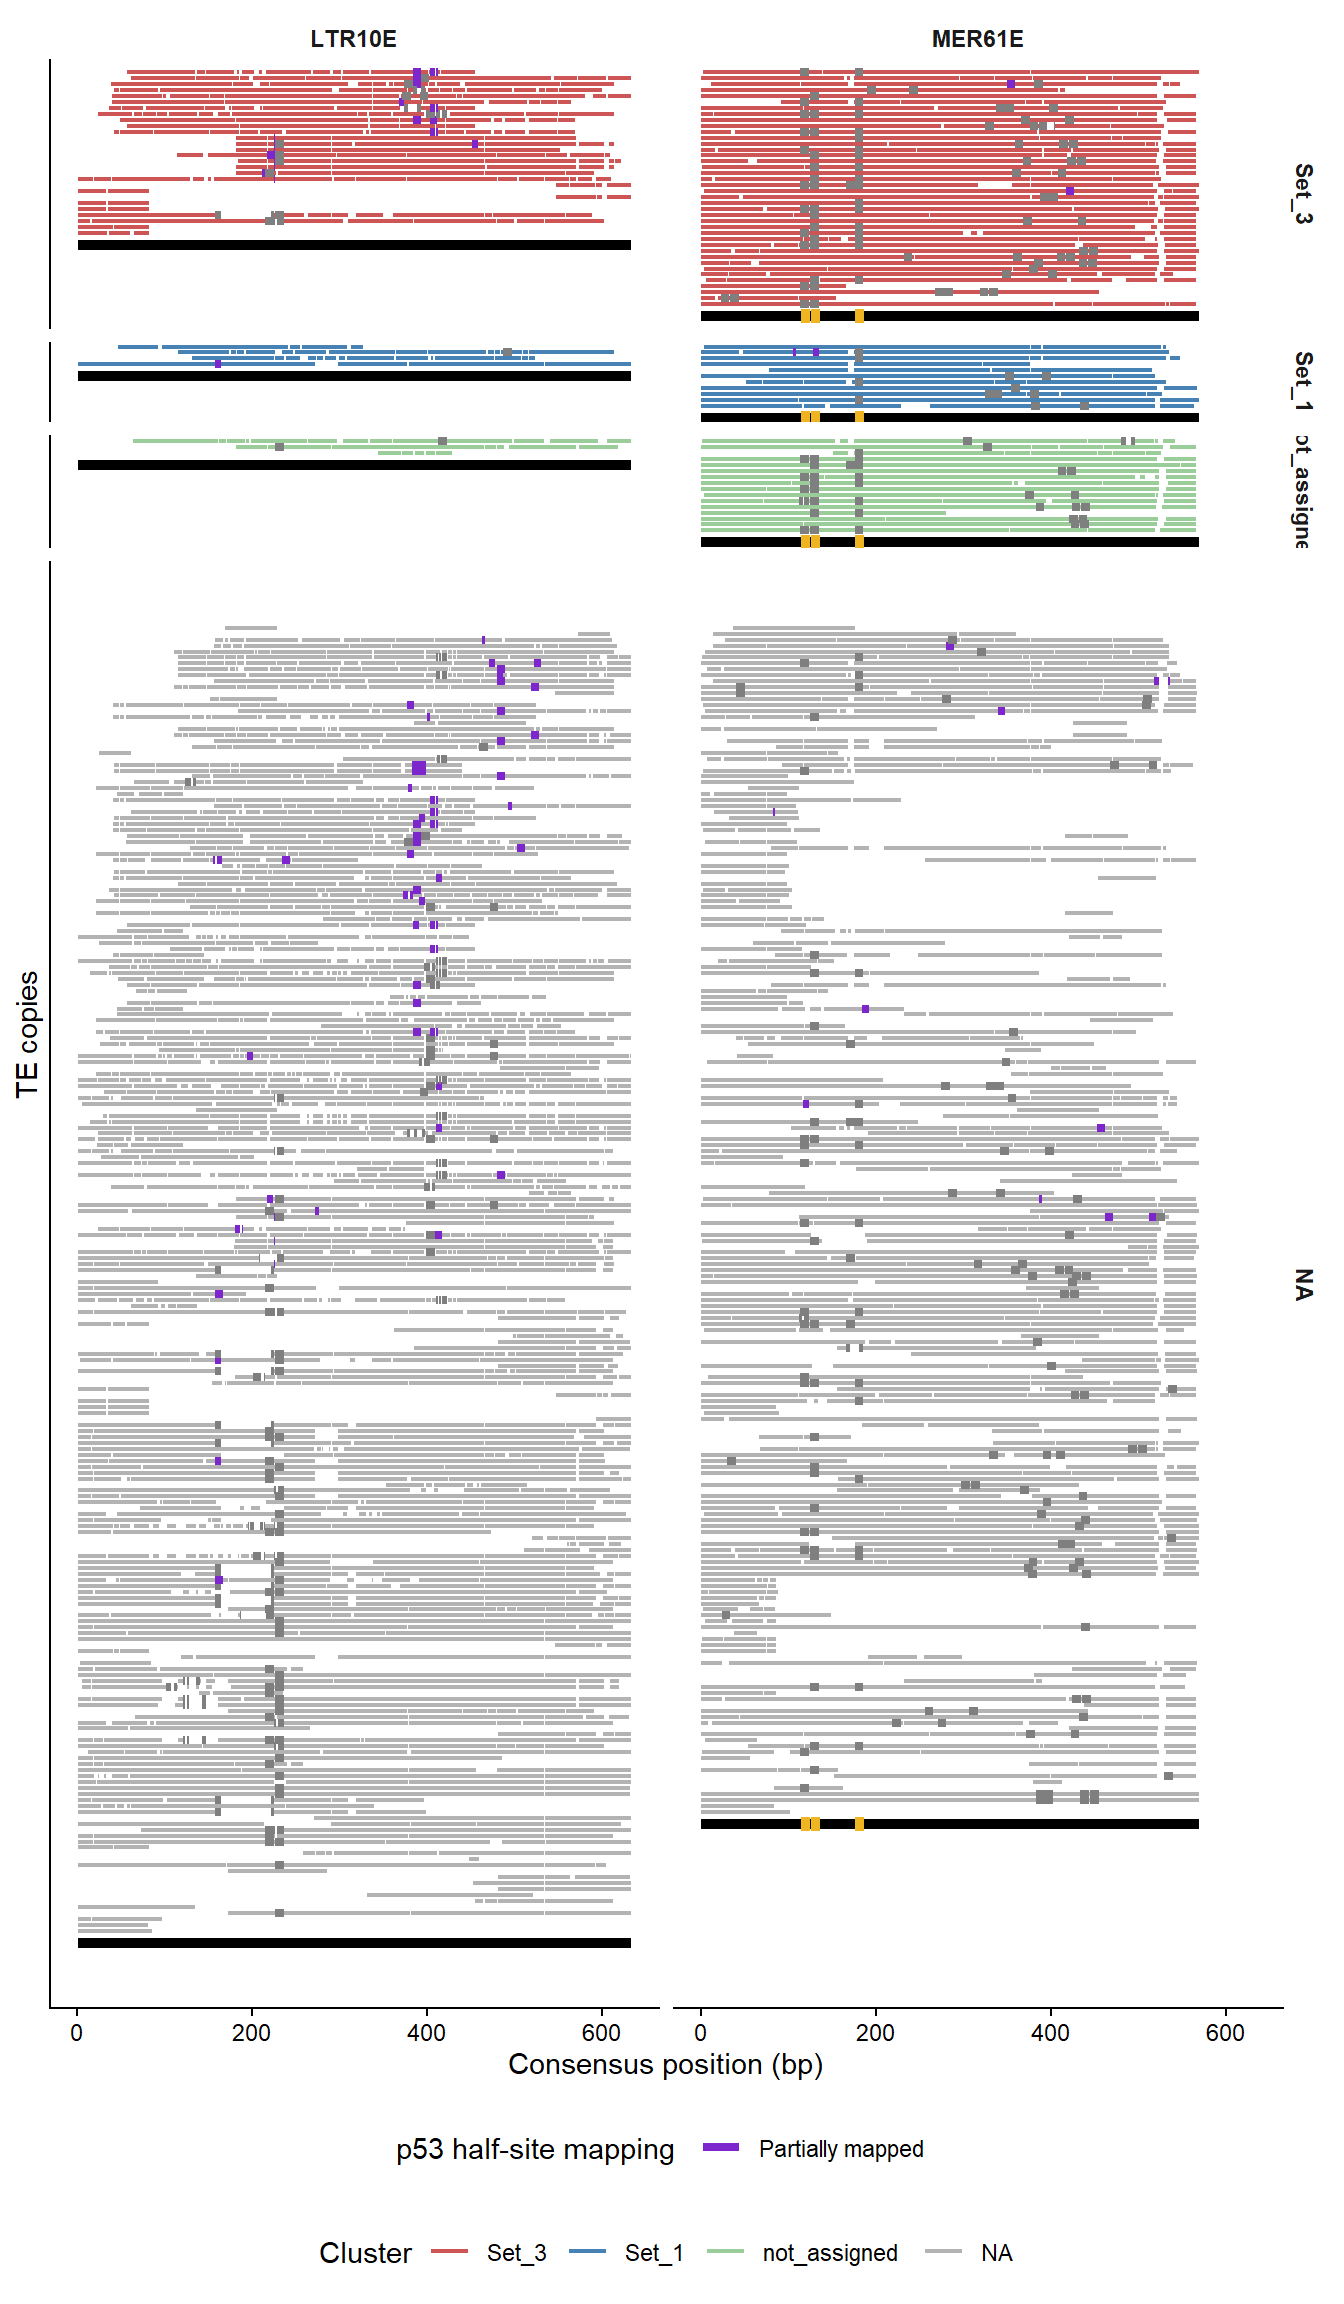 LTR10E MER61E
Set_3
Set_1
ot_assigne
NA
TE copies
0 200 400 600 0 200 400 600
Consensus position (bp)
p53 half-site mapping Partially mapped
Cluster Set_3 Set_1 not_assigned NA